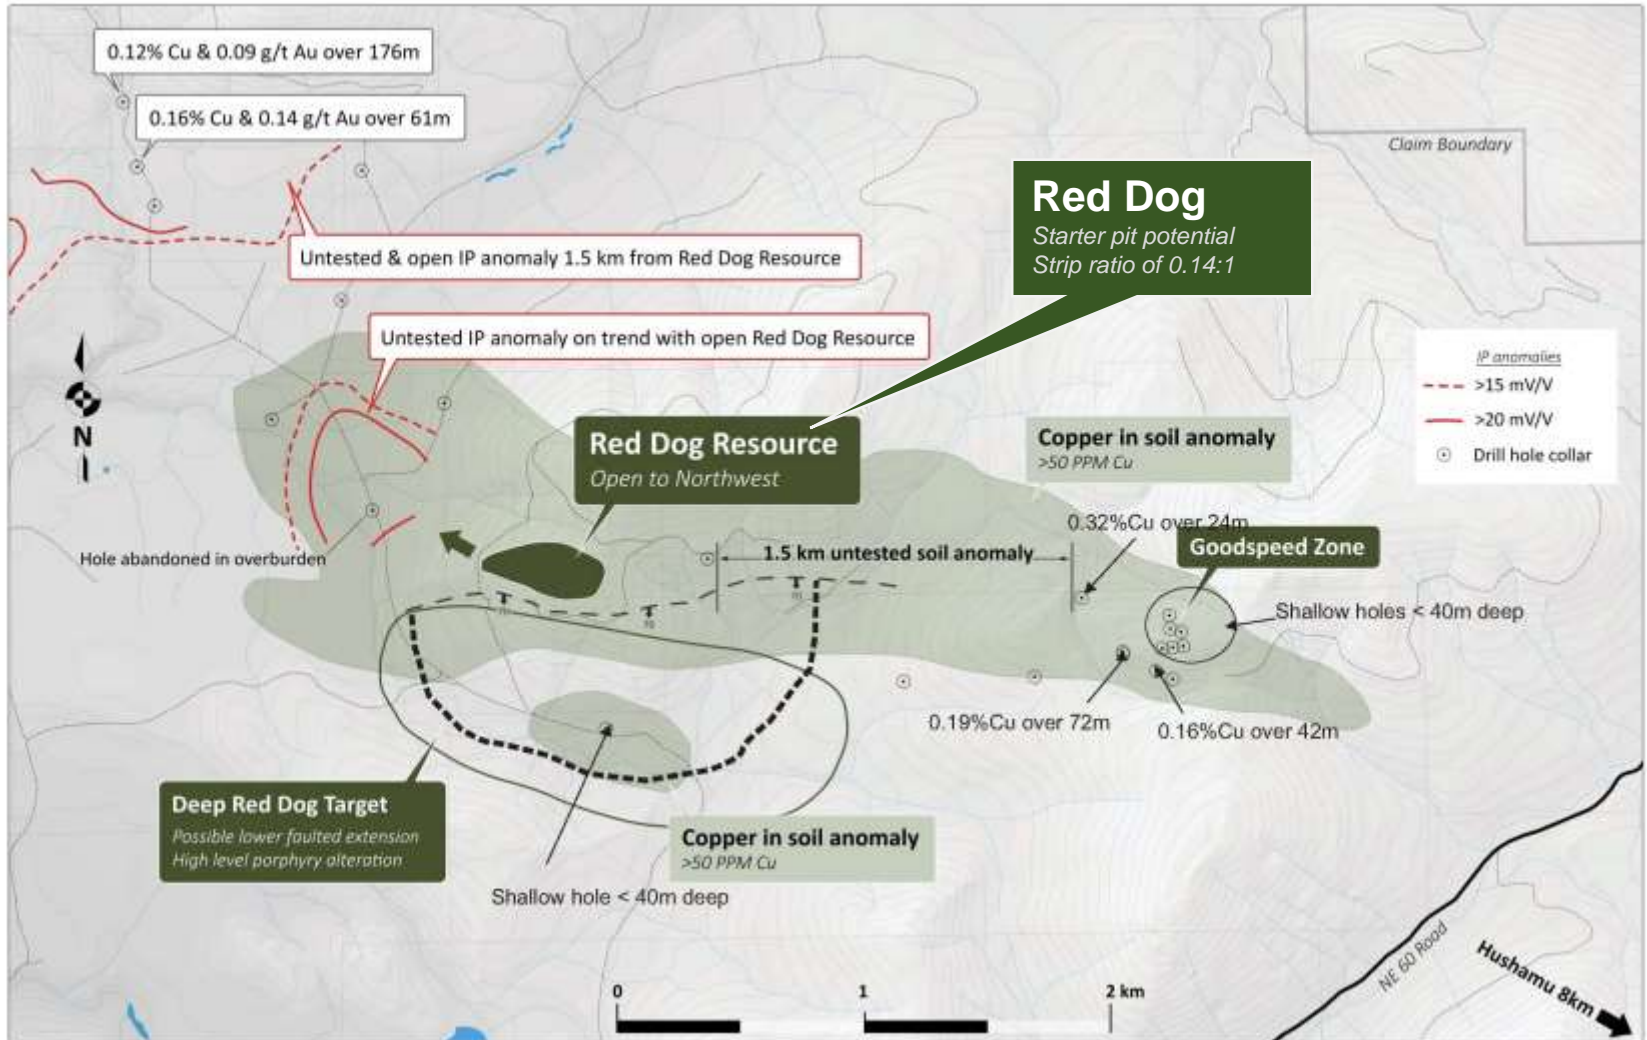 0.12% Cu & 0.09 g/t Au over 176m
0.16% Cu & 0.14 g/t Au over 61m
Claim Boundary
Red Dog
Starter pit potential
Strip ratio of 0.14:1
Untested & open IP anomaly 1.5 km from Red Dog Resource
Untested IP anomaly on trend with open Red Dog Resource
IP anomalies
>15 mV/V
>20 mV/V
Drill hole collar
N
Red Dog Resource
Open to Northwest
Copper in soil anomaly
>50 PPM Cu
0.32%Cu over 24m
Hole abandoned in overburden
1.5 km untested soil anomaly
Goodspeed Zone
Shallow holes < 40m deep
0.19%Cu over 72m
0.16%Cu over 42m
Deep Red Dog Target
Possible lower faulted extension
High level porphyry alteration
Copper in soil anomaly
>50 PPM Cu
Shallow hole < 40m deep
NE 60 Road
Hushamu 8km
0 1 2 km